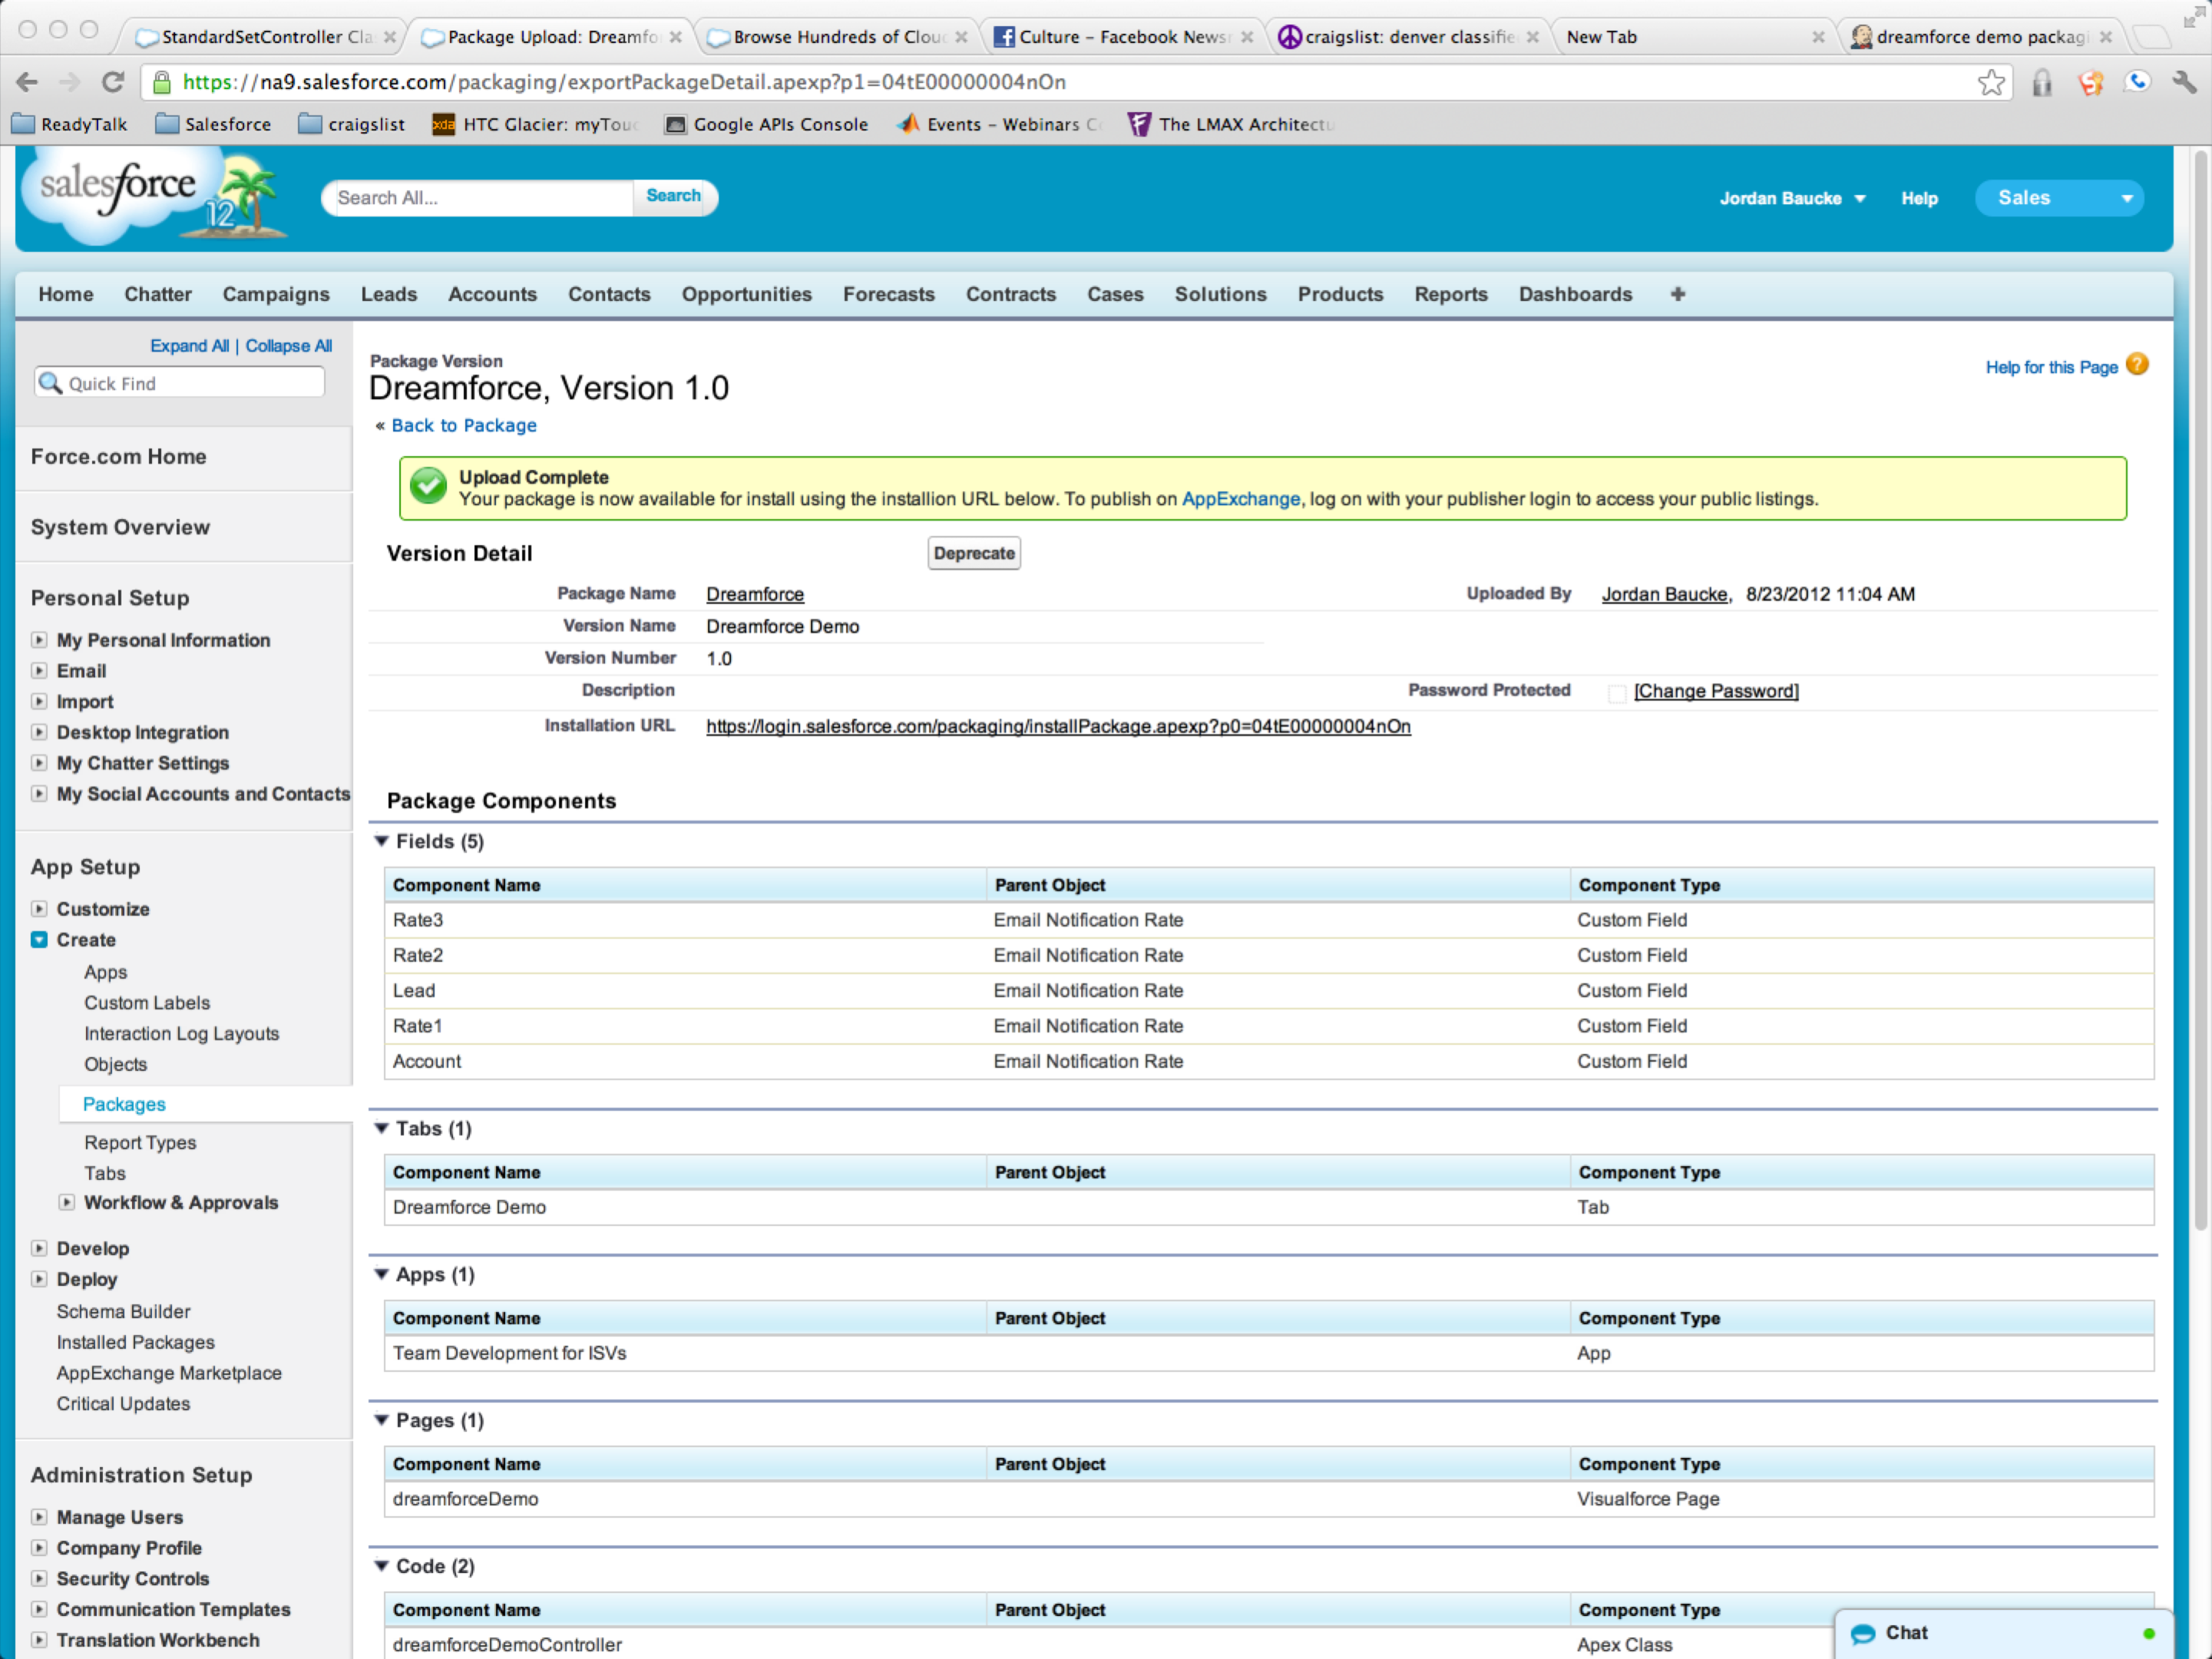 StandardSetController Cla
Package Upload: Dreamfo
Browse Hundreds of Clou
Culture – Facebook Newsr
craigslist: denver classifie
New Tab
dreamforce demo packagi
https://na9.salesforce.com/packaging/exportPackageDetail.apexp?p1=04tE00000004nOn
ReadyTalk Salesforce craigslist HTC Glacier: myTouc Google APIs Console Events – Webinars Co The LMAX Architectu
salesforce 12
Search All... Search
Jordan Baucke Help Sales
Home Chatter Campaigns Leads Accounts Contacts Opportunities Forecasts Contracts Cases Solutions Products Reports Dashboards +
Expand All | Collapse All
Quick Find
Force.com Home
System Overview
Personal Setup
My Personal Information
Email
Import
Desktop Integration
My Chatter Settings
My Social Accounts and Contacts
App Setup
Customize
Create
Apps
Custom Labels
Interaction Log Layouts
Objects
Packages
Report Types
Tabs
Workflow & Approvals
Develop
Deploy
Schema Builder
Installed Packages
AppExchange Marketplace
Critical Updates
Administration Setup
Manage Users
Company Profile
Security Controls
Communication Templates
Translation Workbench
Package Version
Dreamforce, Version 1.0
Help for this Page ?
« Back to Package
Upload Complete
Your package is now available for install using the installion URL below. To publish on AppExchange, log on with your publisher login to access your public listings.
Version Detail Deprecate
Package Name Dreamforce Uploaded By Jordan Baucke, 8/23/2012 11:04 AM
Version Name Dreamforce Demo
Version Number 1.0
Description Password Protected [Change Password]
Installation URL https://login.salesforce.com/packaging/installPackage.apexp?p0=04tE00000004nOn
Package Components
Fields (5)
Component Name Parent Object Component Type
Rate3 Email Notification Rate Custom Field
Rate2 Email Notification Rate Custom Field
Lead Email Notification Rate Custom Field
Rate1 Email Notification Rate Custom Field
Account Email Notification Rate Custom Field
Tabs (1)
Component Name Parent Object Component Type
Dreamforce Demo Tab
Apps (1)
Component Name Parent Object Component Type
Team Development for ISVs App
Pages (1)
Component Name Parent Object Component Type
dreamforceDemo Visualforce Page
Code (2)
Component Name Parent Object Component Type
dreamforceDemoController Apex Class
Chat